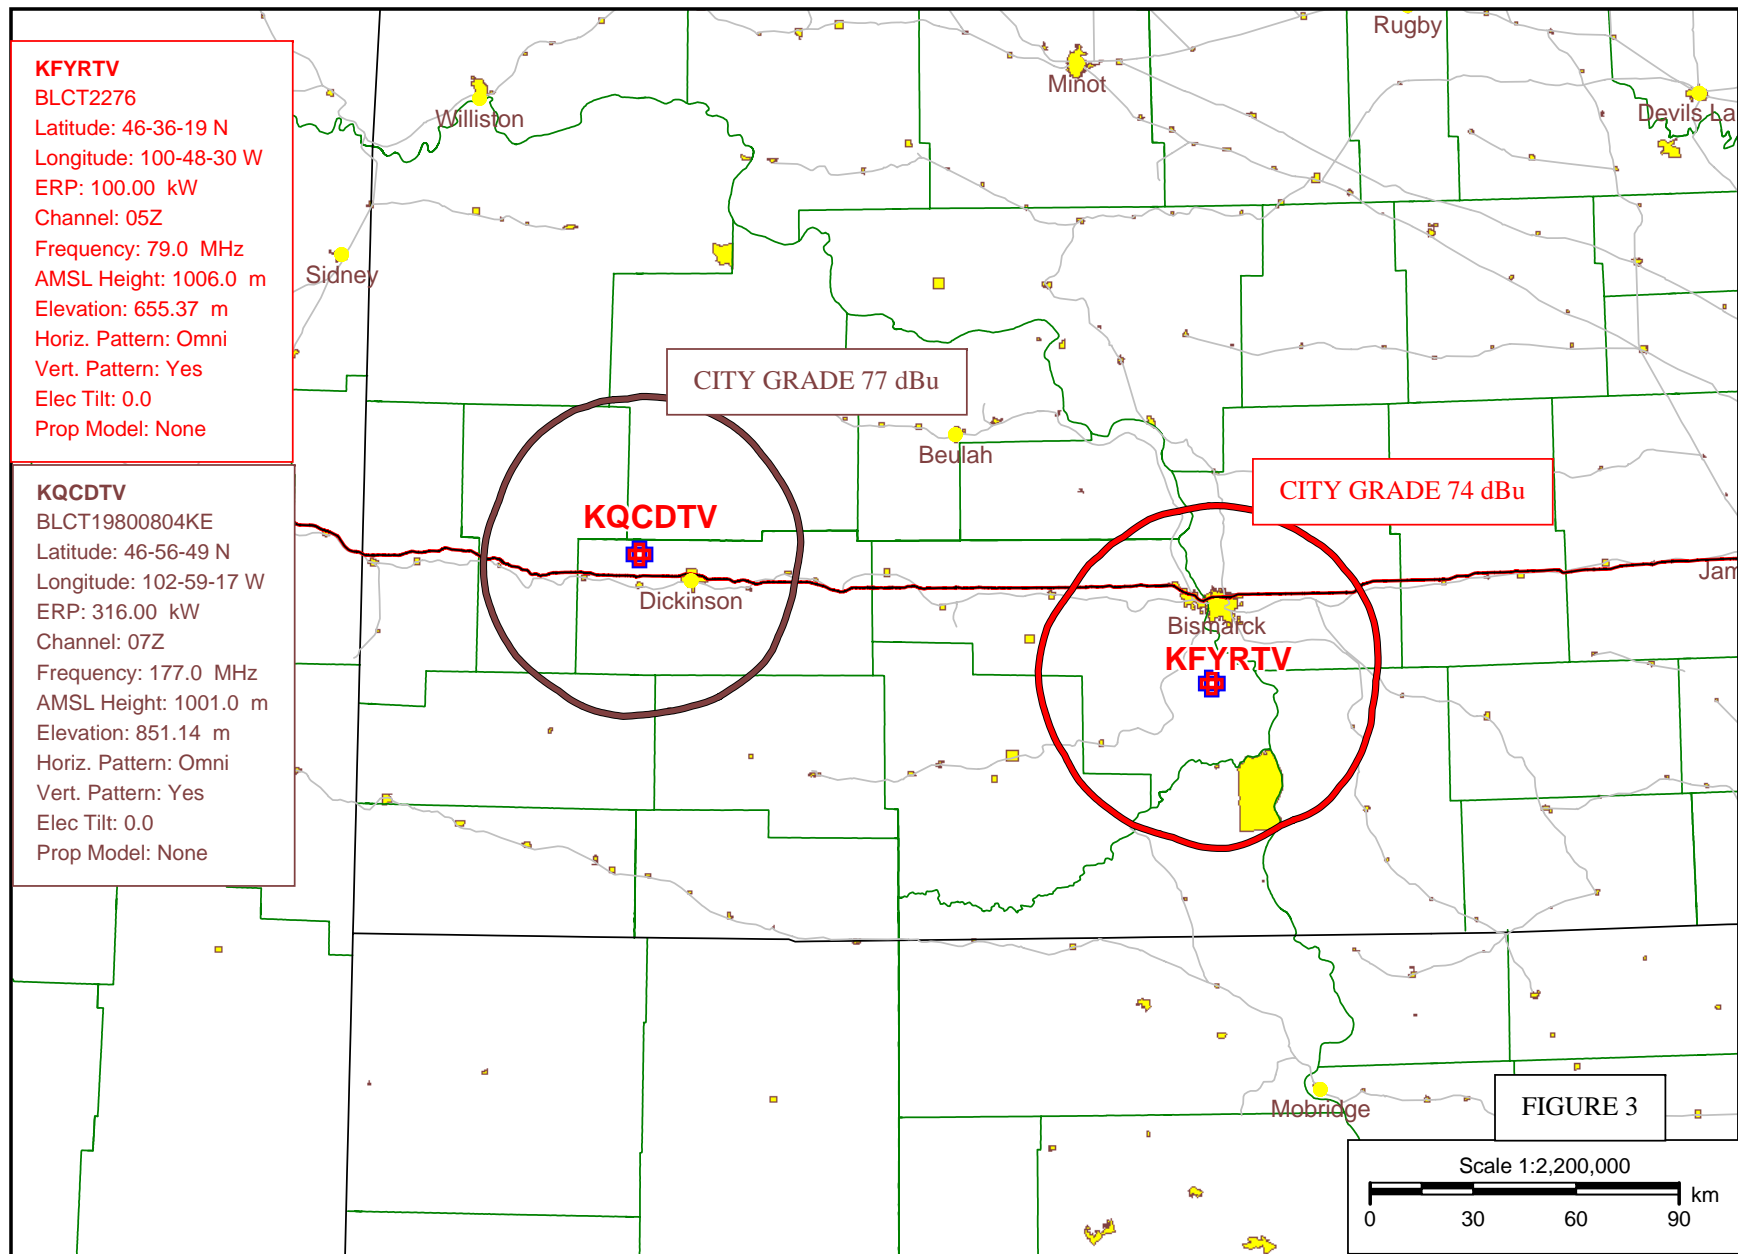 KFYRTV
BLCT2276
Latitude: 46-36-19 N
Longitude: 100-48-30 W
ERP: 100.00 kW
Channel: 05Z
Frequency: 79.0 MHz
AMSL Height: 1006.0 m
Elevation: 655.37 m
Horiz. Pattern: Omni
Vert. Pattern: Yes
Elec Tilt: 0.0
Prop Model: None
KQCDTV
BLCT19800804KE
Latitude: 46-56-49 N
Longitude: 102-59-17 W
ERP: 316.00 kW
Channel: 07Z
Frequency: 177.0 MHz
AMSL Height: 1001.0 m
Elevation: 851.14 m
Horiz. Pattern: Omni
Vert. Pattern: Yes
Elec Tilt: 0.0
Prop Model: None
Rugby
Minot
Williston
Devils La
Sidney
CITY GRADE 77 dBu
Beulah
CITY GRADE 74 dBu
KQCDTV
Dickinson
Jam
Bismarck
KFYRTV
Mobridge
FIGURE 3
Scale 1:2,200,000
km
0 30 60 90